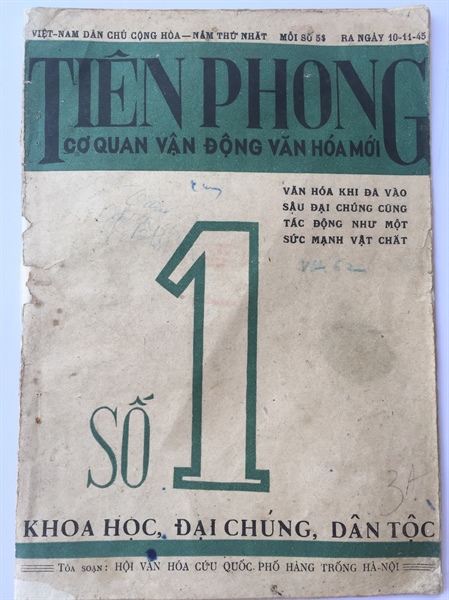 VIỆT-NAM DÂN CHỦ CỘNG HÒA — NĂM THỨ NHẤT MỖI SỐ 5$ RA NGÀY 10-11-45
TIÊN PHONG
CƠ QUAN VẬN ĐỘNG VĂN HÓA MỚI
VĂN HÓA KHI ĐÃ VÀO
SÂU ĐẠI CHÚNG CŨNG
TÁC ĐỘNG NHƯ MỘT
SỨC MẠNH VẬT CHẤT
SỐ 1
3A
KHOA HỌC, ĐẠI CHÚNG, DÂN TỘC
TÒA SOẠN : HỘI VĂN HÓA CỨU QUỐC PHỐ HÀNG TRỐNG HÀ-NỘI